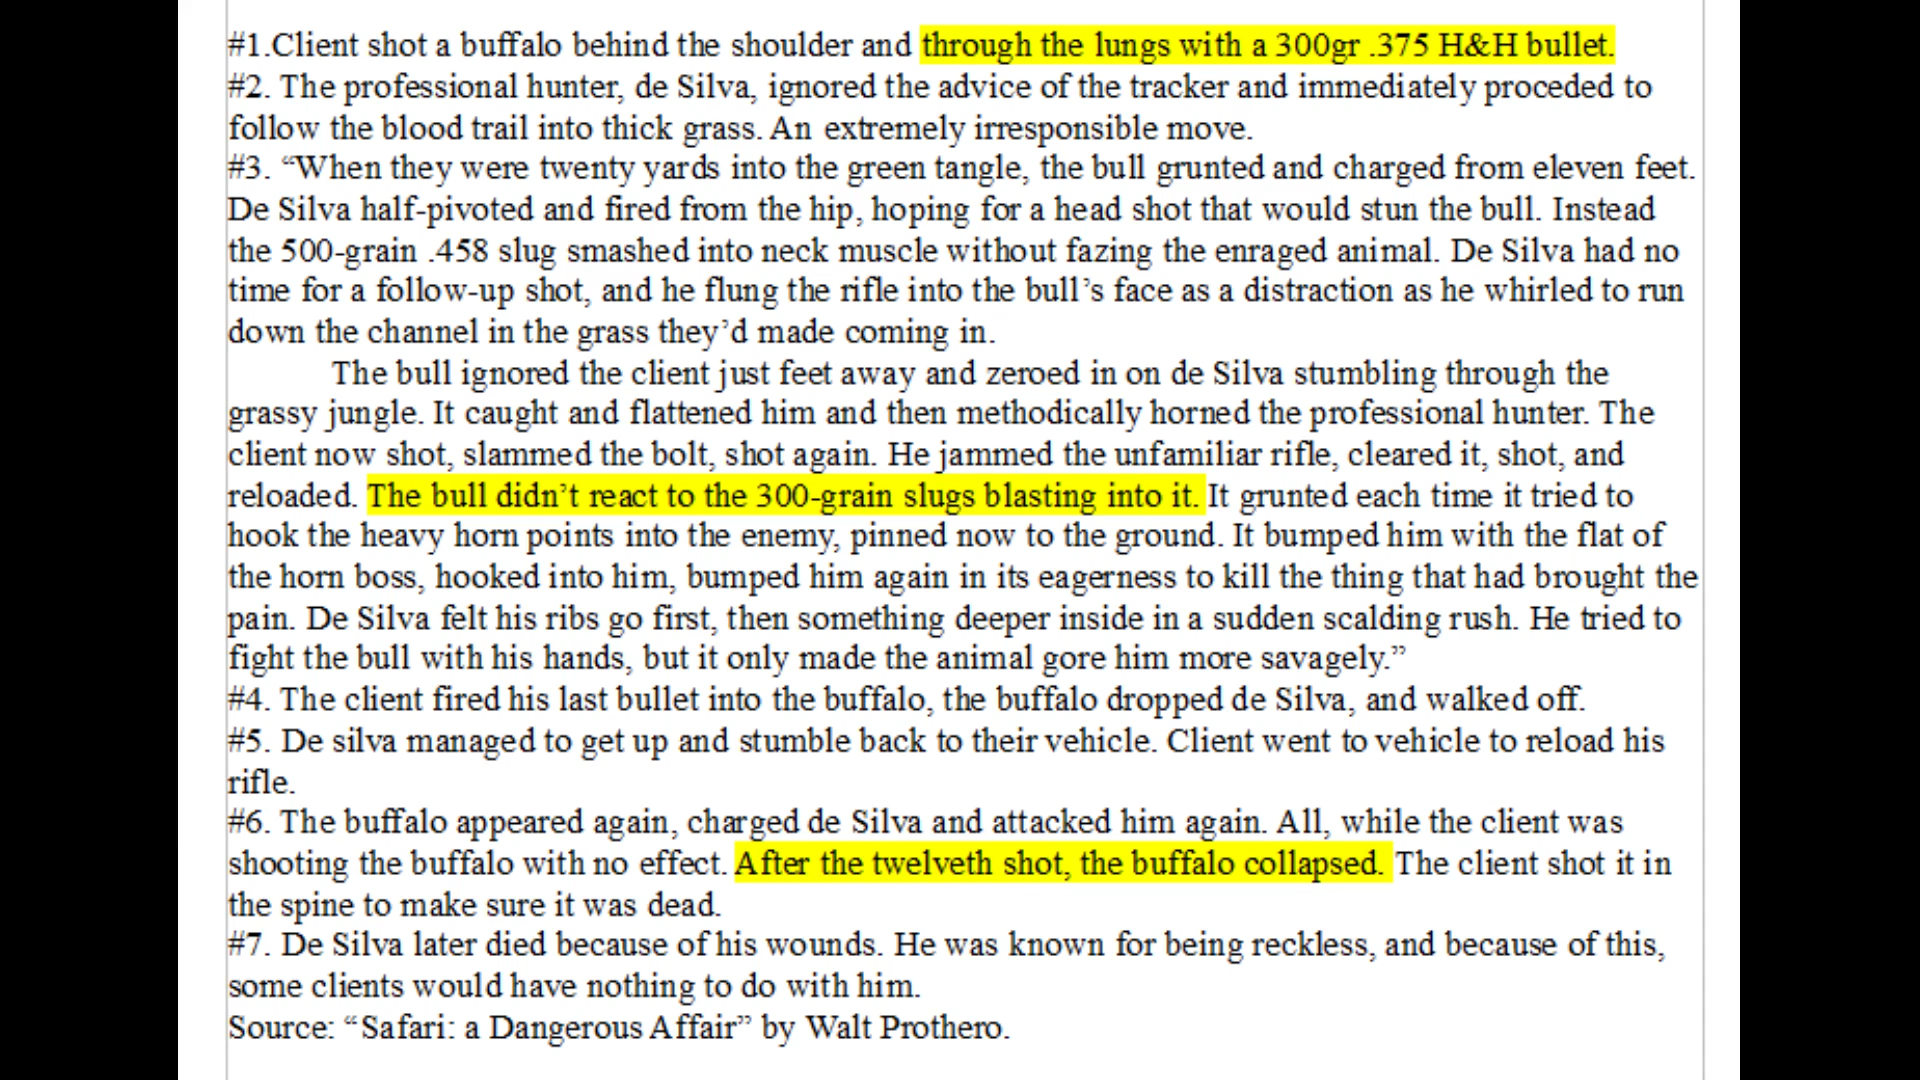 #1.Client shot a buffalo behind the shoulder and through the lungs with a 300gr .375 H&H bullet.
#2. The professional hunter, de Silva, ignored the advice of the tracker and immediately proceded to
follow the blood trail into thick grass. An extremely irresponsible move.
#3. “When they were twenty yards into the green tangle, the bull grunted and charged from eleven feet.
De Silva half-pivoted and fired from the hip, hoping for a head shot that would stun the bull. Instead
the 500-grain .458 slug smashed into neck muscle without fazing the enraged animal. De Silva had no
time for a follow-up shot, and he flung the rifle into the bull’s face as a distraction as he whirled to run
down the channel in the grass they’d made coming in.
The bull ignored the client just feet away and zeroed in on de Silva stumbling through the
grassy jungle. It caught and flattened him and then methodically horned the professional hunter. The
client now shot, slammed the bolt, shot again. He jammed the unfamiliar rifle, cleared it, shot, and
reloaded. The bull didn’t react to the 300-grain slugs blasting into it. It grunted each time it tried to
hook the heavy horn points into the enemy, pinned now to the ground. It bumped him with the flat of
the horn boss, hooked into him, bumped him again in its eagerness to kill the thing that had brought the
pain. De Silva felt his ribs go first, then something deeper inside in a sudden scalding rush. He tried to
fight the bull with his hands, but it only made the animal gore him more savagely.”
#4. The client fired his last bullet into the buffalo, the buffalo dropped de Silva, and walked off.
#5. De silva managed to get up and stumble back to their vehicle. Client went to vehicle to reload his
rifle.
#6. The buffalo appeared again, charged de Silva and attacked him again. All, while the client was
shooting the buffalo with no effect. After the twelveth shot, the buffalo collapsed. The client shot it in
the spine to make sure it was dead.
#7. De Silva later died because of his wounds. He was known for being reckless, and because of this,
some clients would have nothing to do with him.
Source: “Safari: a Dangerous Affair” by Walt Prothero.